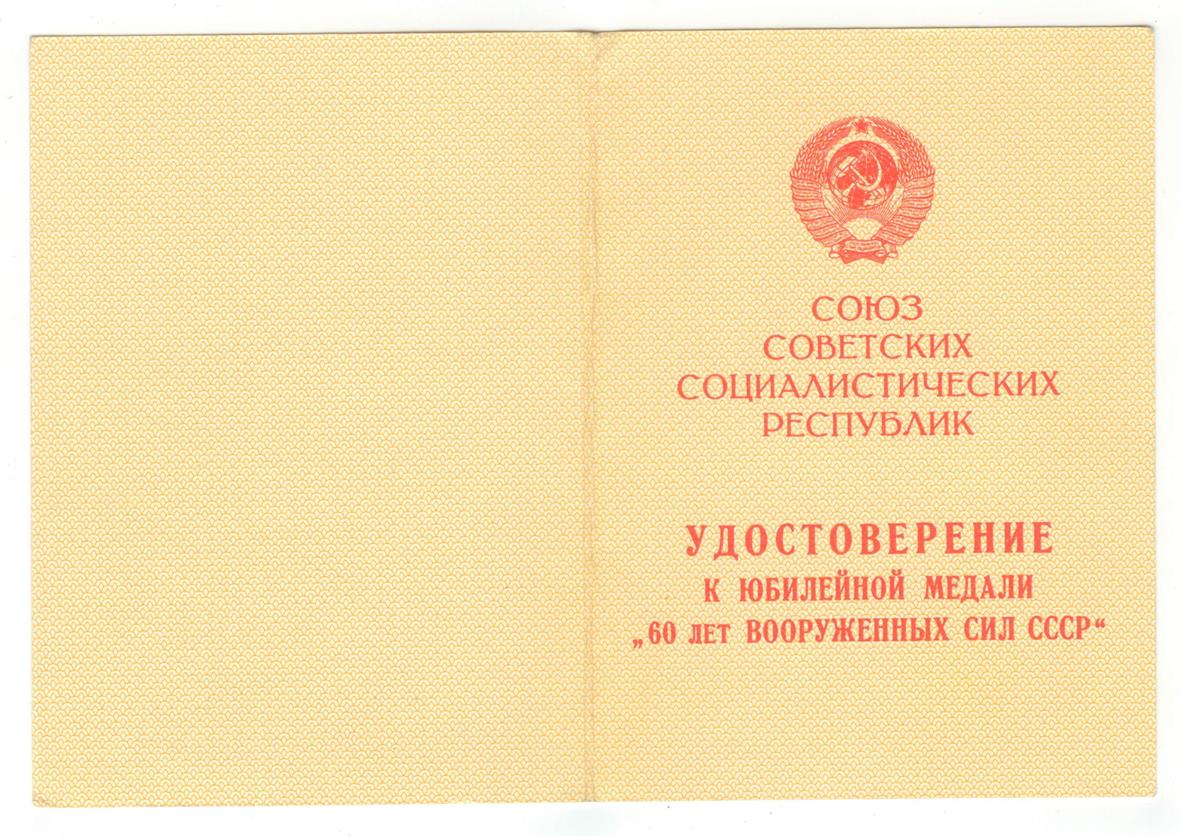 СОЮЗ
СОВЕТСКИХ
СОЦИАЛИСТИЧЕСКИХ
РЕСПУБЛИК
УДОСТОВЕРЕНИЕ
К ЮБИЛЕЙНОЙ МЕДАЛИ
„60 ЛЕТ ВООРУЖЕННЫХ СИЛ СССР“